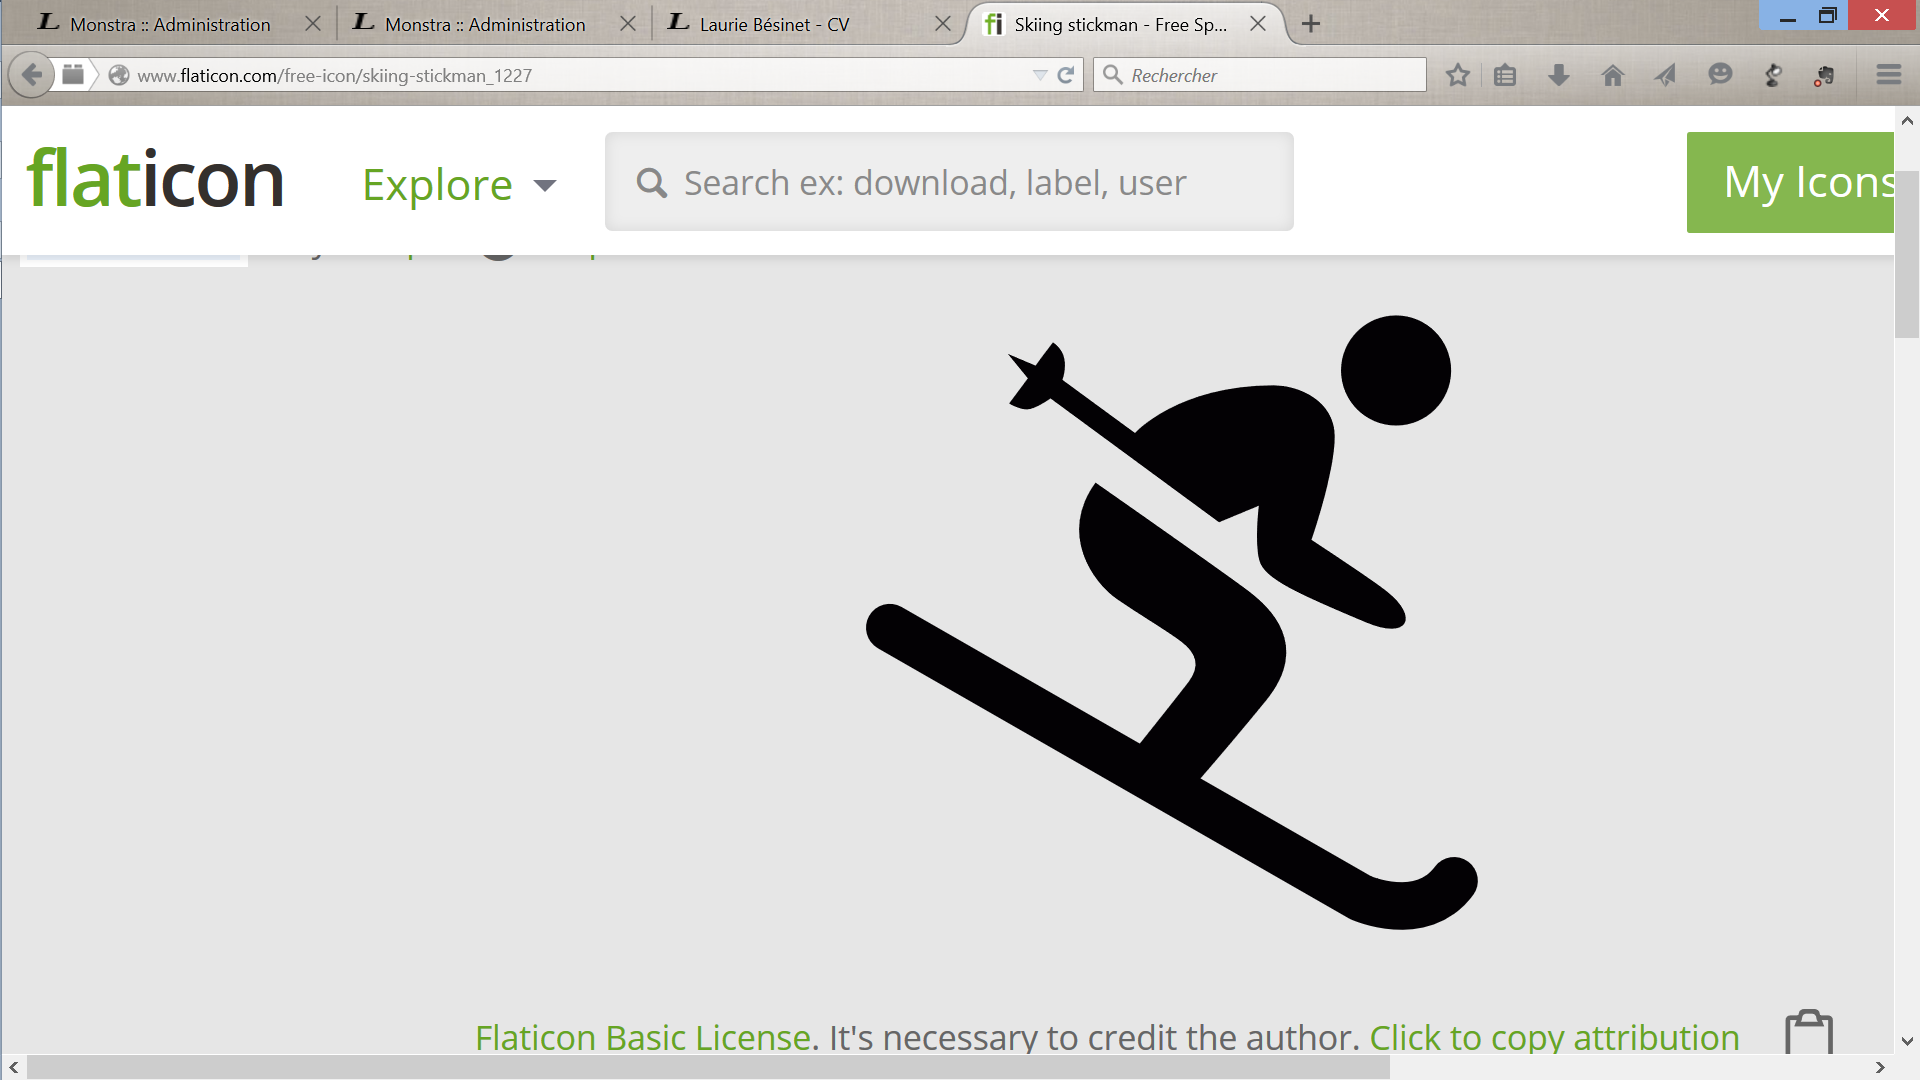 L Monstra :: Administration
L Monstra :: Administration
L Laurie Bésinet - CV
fi Skiing stickman - Free Sp...
www.flaticon.com/free-icon/skiing-stickman_1227
Rechercher
flaticon
Explore
Search ex: download, label, user
My Icons
Flaticon Basic License. It's necessary to credit the author. Click to copy attribution